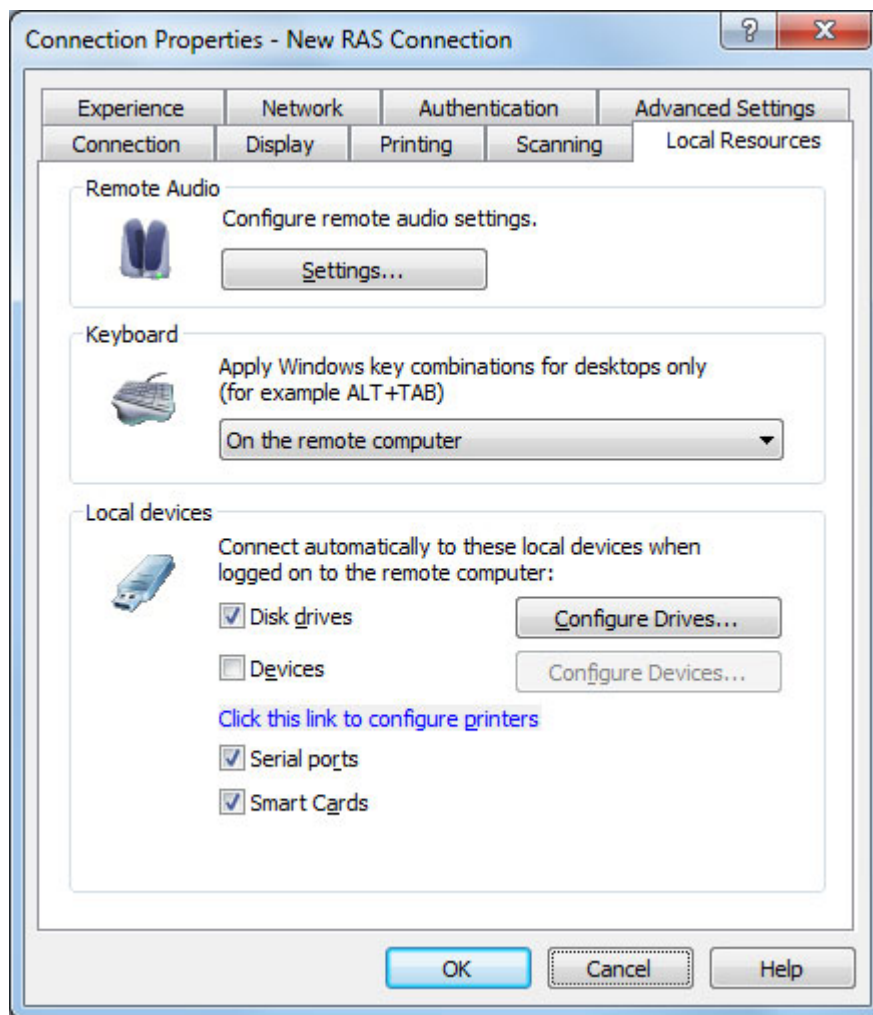 Connection Properties - New RAS Connection
?
X
Experience
Network
Authentication
Advanced Settings
Connection
Display
Printing
Scanning
Local Resources
Remote Audio
Configure remote audio settings.
Settings...
Keyboard
Apply Windows key combinations for desktops only
(for example ALT+TAB)
On the remote computer
Local devices
Connect automatically to these local devices when
logged on to the remote computer:
Disk drives
Configure Drives...
Devices
Configure Devices...
Click this link to configure printers
Serial ports
Smart Cards
OK
Cancel
Help